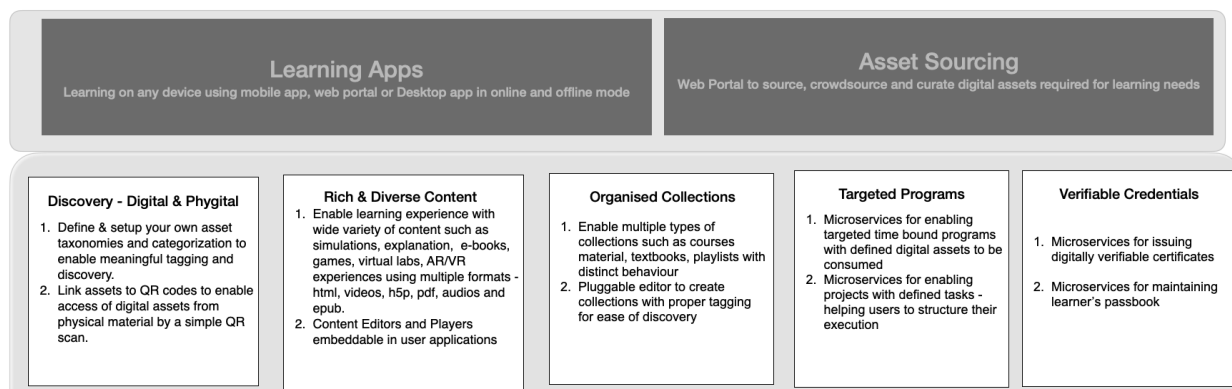 Learning Apps
Learning on any device using mobile app, web portal or Desktop app in online and offline mode
Asset Sourcing
Web Portal to source, crowdsource and curate digital assets required for learning needs
Discovery - Digital & Phygital
1. Define & setup your own asset
taxonomies and categorization to
enable meaningful tagging and
discovery.
2. Link assets to QR codes to enable
access of digital assets from
physical material by a simple QR
scan.
Rich & Diverse Content
1. Enable learning experience with
wide variety of content such as
simulations, explanation, e-books,
games, virtual labs, AR/VR
experiences using multiple formats -
html, videos, h5p, pdf, audios and
epub.
2. Content Editors and Players
embeddable in user applications
Organised Collections
1. Enable multiple types of
collections such as courses
material, textbooks, playlists with
distinct behaviour
2. Pluggable editor to create
collections with proper tagging
for ease of discovery
Targeted Programs
1. Microservices for enabling
targeted time bound programs
with defined digital assets to be
consumed
2. Microservices for enabling
projects with defined tasks -
helping users to structure their
execution
Verifiable Credentials
1. Microservices for issuing
digitally verifiable certificates
2. Microservices for maintaining
learner's passbook